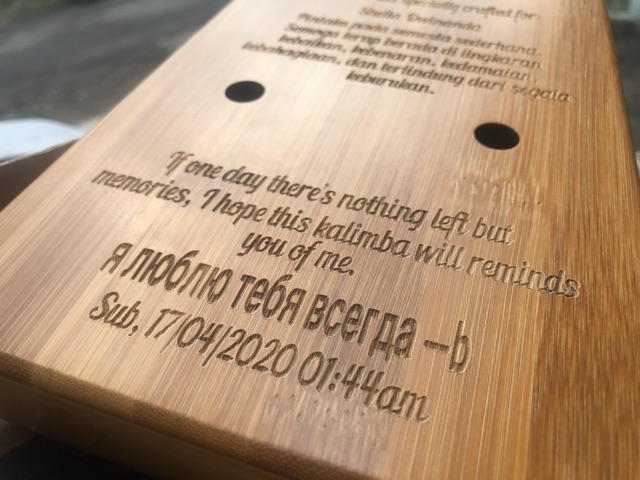 specially crafted for:
Sheila Dwinanda
Pintaku pada semesta sederhana.
Semoga tetap berada di lingkaran
kebaikan, kebenaran, kedamaian,
kebahagiaan, dan terlindung dari segala
keburukan.
If one day there's nothing left but
memories, I hope this kalimba will reminds
you of me.
я люблю тебя всегда –b
Sub, 17/04/2020 01:44am